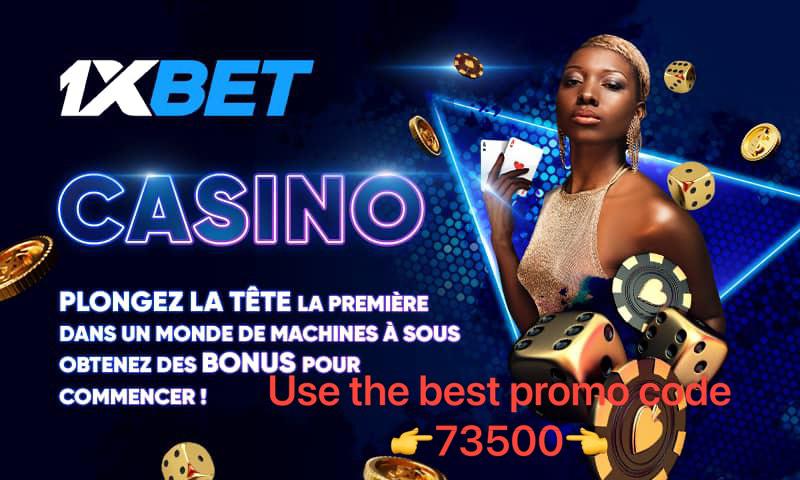 1XBET
CASINO
PLONGEZ LA TÊTE LA PREMIÈRE
DANS UN MONDE DE MACHINES À SOUS
OBTENEZ DES BONUS POUR
COMMENCER !
Use the best promo code
👉73500👈